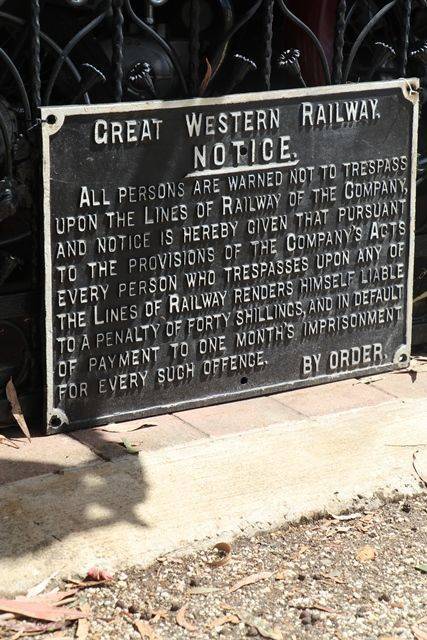 GREAT WESTERN RAILWAY.
NOTICE.
ALL PERSONS ARE WARNED NOT TO TRESPASS
UPON THE LINES OF RAILWAY OF THE COMPANY,
AND NOTICE IS HEREBY GIVEN THAT PURSUANT
TO THE PROVISIONS OF THE COMPANY'S ACTS
EVERY PERSON WHO TRESPASSES UPON ANY OF
THE LINES OF RAILWAY RENDERS HIMSELF LIABLE
TO A PENALTY OF FORTY SHILLINGS, AND IN DEFAULT
OF PAYMENT TO ONE MONTH'S IMPRISONMENT
FOR EVERY SUCH OFFENCE. BY ORDER.